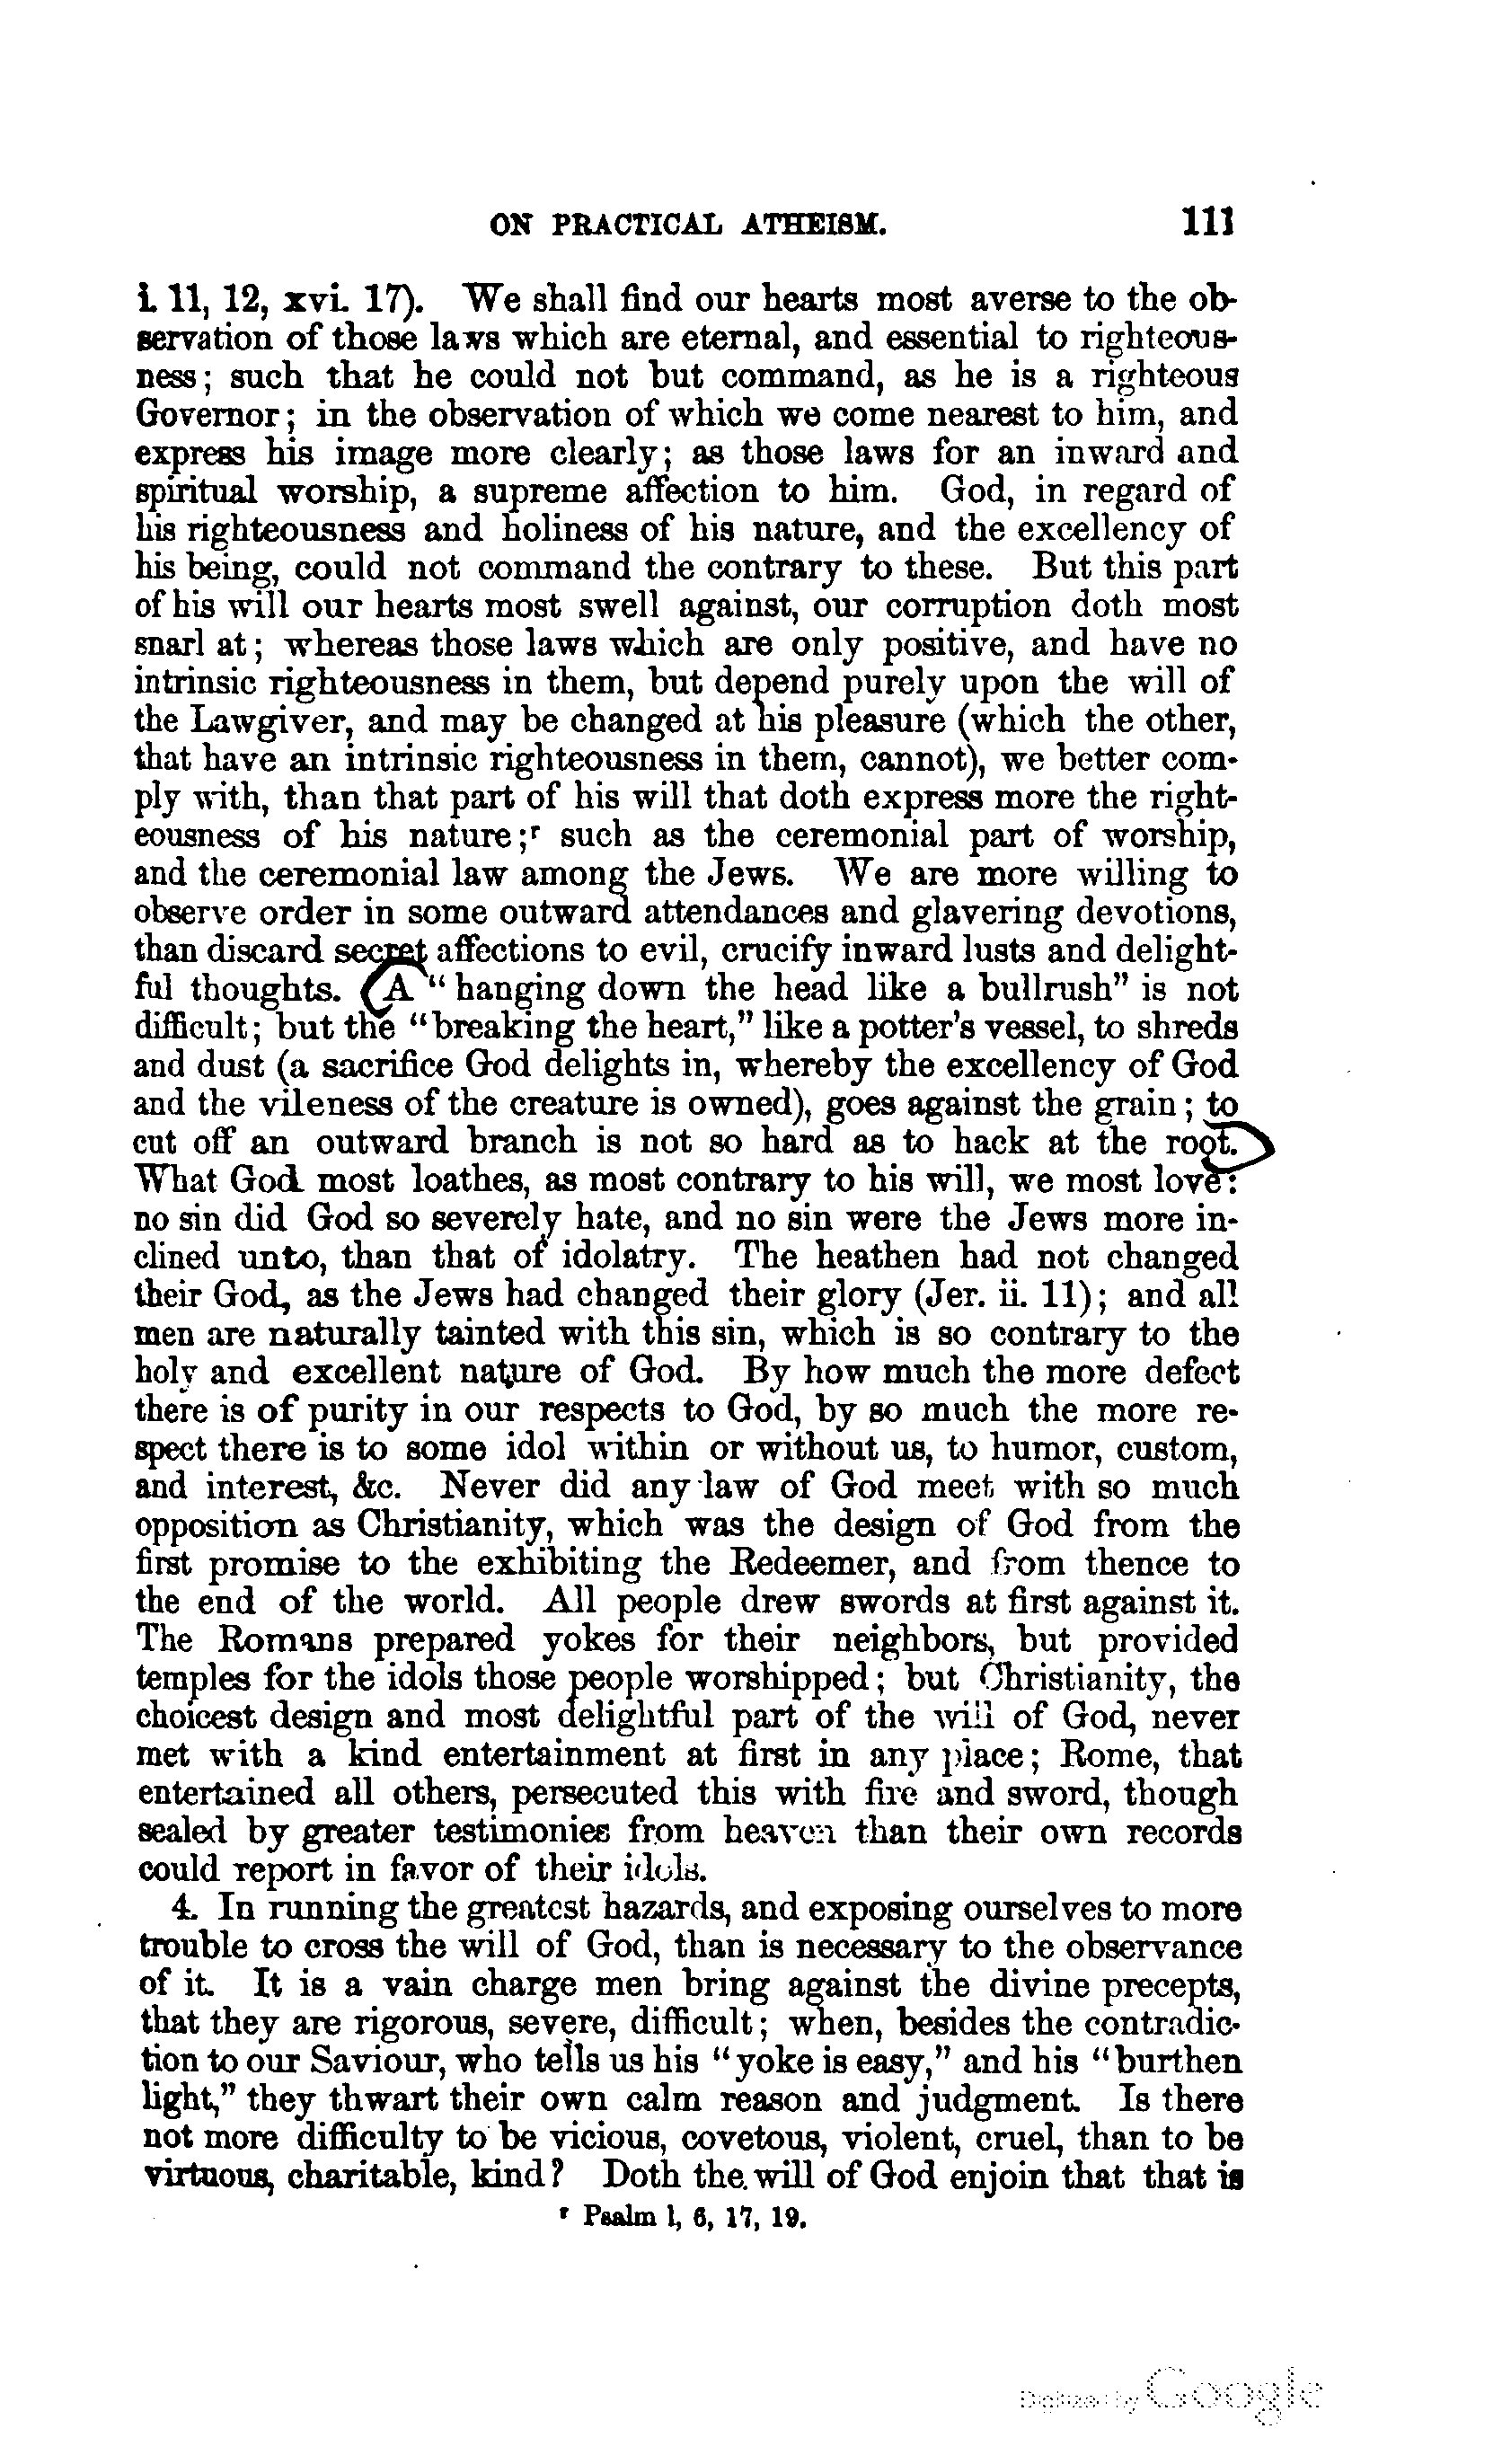 ON PRACTICAL ATHEISM. 111
i. 11, 12, xvi. 17). We shall find our hearts most averse to the ob-
servation of those laws which are eternal, and essential to righteous-
ness; such that he could not but command, as he is a righteous
Governor; in the observation of which we come nearest to him, and
express his image more clearly; as those laws for an inward and
spiritual worship, a supreme affection to him. God, in regard of
his righteousness and holiness of his nature, and the excellency of
his being, could not command the contrary to these. But this part
of his will our hearts most swell against, our corruption doth most
snarl at; whereas those laws which are only positive, and have no
intrinsic righteousness in them, but depend purely upon the will of
the Lawgiver, and may be changed at his pleasure (which the other,
that have an intrinsic righteousness in them, cannot), we better com-
ply with, than that part of his will that doth express more the right-
eousness of his nature;r such as the ceremonial part of worship,
and the ceremonial law among the Jews. We are more willing to
observe order in some outward attendances and glavering devotions,
than discard secret affections to evil, crucify inward lusts and delight-
ful thoughts. A "hanging down the head like a bullrush" is not
difficult; but the "breaking the heart," like a potter's vessel, to shreds
and dust (a sacrifice God delights in, whereby the excellency of God
and the vileness of the creature is owned), goes against the grain; to
cut off an outward branch is not so hard as to hack at the root.
What God most loathes, as most contrary to his will, we most love:
no sin did God so severely hate, and no sin were the Jews more in-
clined unto, than that of idolatry. The heathen had not changed
their God, as the Jews had changed their glory (Jer. ii. 11); and all
men are naturally tainted with this sin, which is so contrary to the
holy and excellent nature of God. By how much the more defect
there is of purity in our respects to God, by so much the more re-
spect there is to some idol within or without us, to humor, custom,
and interest, &c. Never did any law of God meet with so much
opposition as Christianity, which was the design of God from the
first promise to the exhibiting the Redeemer, and from thence to
the end of the world. All people drew swords at first against it.
The Romans prepared yokes for their neighbors, but provided
temples for the idols those people worshipped; but Christianity, the
choicest design and most delightful part of the will of God, never
met with a kind entertainment at first in any place; Rome, that
entertained all others, persecuted this with fire and sword, though
sealed by greater testimonies from heaven than their own records
could report in favor of their idols.
4. In running the greatest hazards, and exposing ourselves to more
trouble to cross the will of God, than is necessary to the observance
of it. It is a vain charge men bring against the divine precepts,
that they are rigorous, severe, difficult; when, besides the contradic-
tion to our Saviour, who tells us his "yoke is easy," and his "burthen
light," they thwart their own calm reason and judgment. Is there
not more difficulty to be vicious, covetous, violent, cruel, than to be
virtuous, charitable, kind? Doth the will of God enjoin that that is
r Psalm l, 6, 17, 19.
Digitized by Google